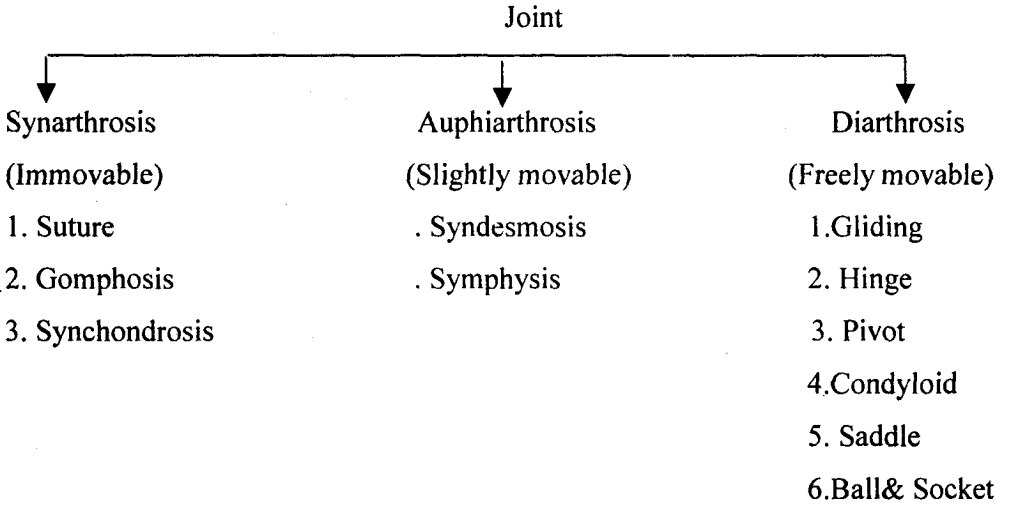 Joint
Synarthrosis
(Immovable)
1. Suture
2. Gomphosis
3. Synchondrosis
Auphiarthrosis
(Slightly movable)
. Syndesmosis
. Symphysis
Diarthrosis
(Freely movable)
1.Gliding
2. Hinge
3. Pivot
4.Condyloid
5. Saddle
6.Ball& Socket